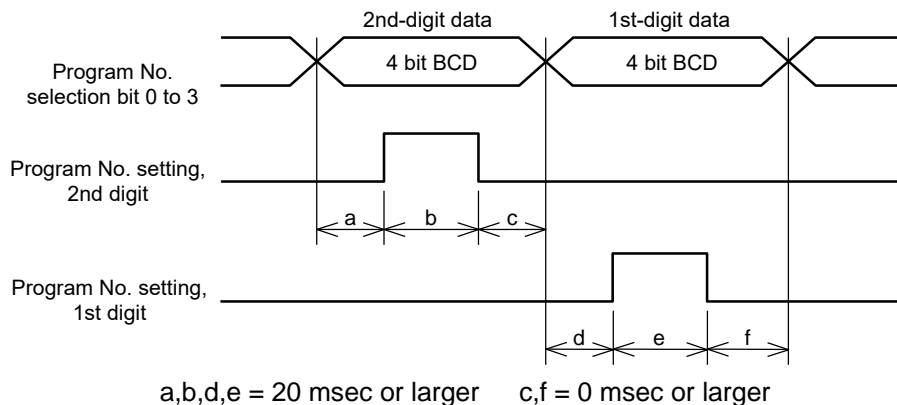 2nd-digit data
1st-digit data
Program No.
selection bit 0 to 3
4 bit BCD
4 bit BCD
Program No. setting,
2nd digit
a
b
c
Program No. setting,
1st digit
d
e
f
a,b,d,e = 20 msec or larger
c,f = 0 msec or larger